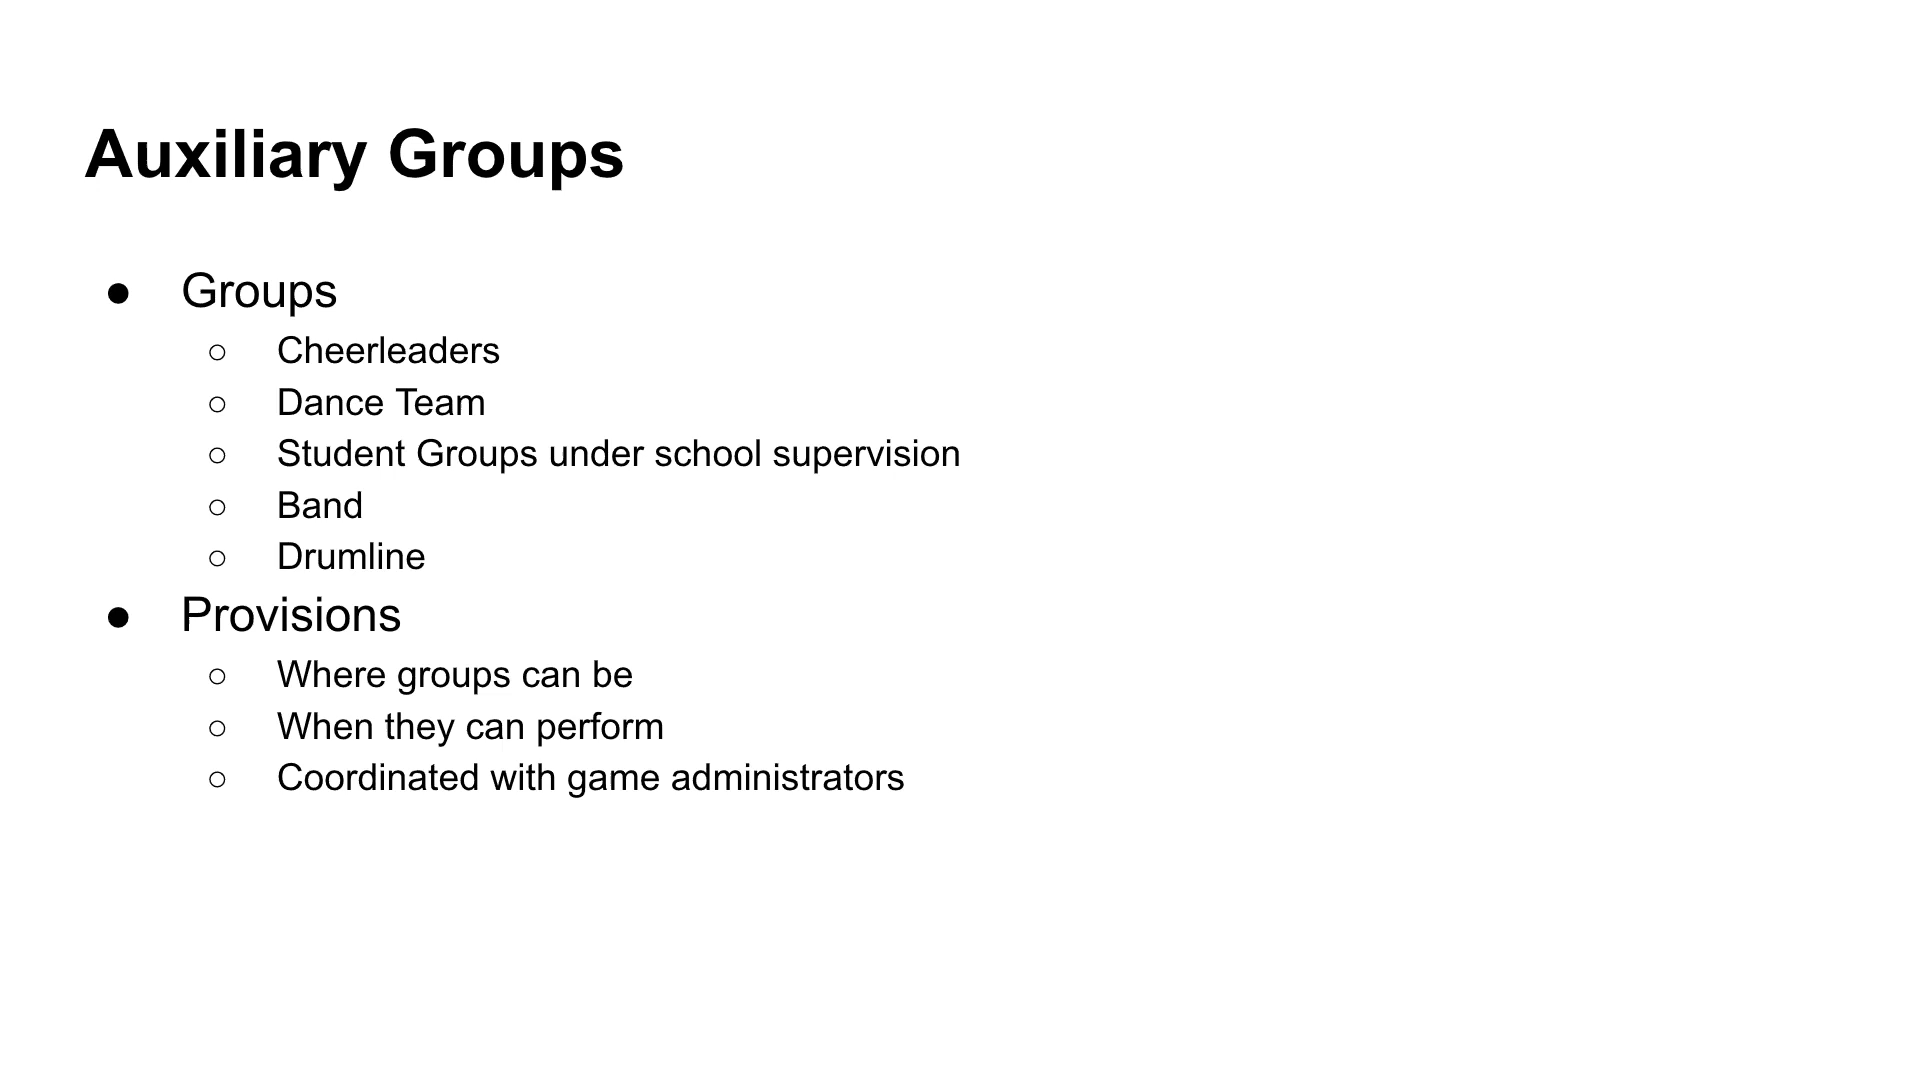 Auxiliary Groups
● Groups
○ Cheerleaders
○ Dance Team
○ Student Groups under school supervision
○ Band
○ Drumline
● Provisions
○ Where groups can be
○ When they can perform
○ Coordinated with game administrators